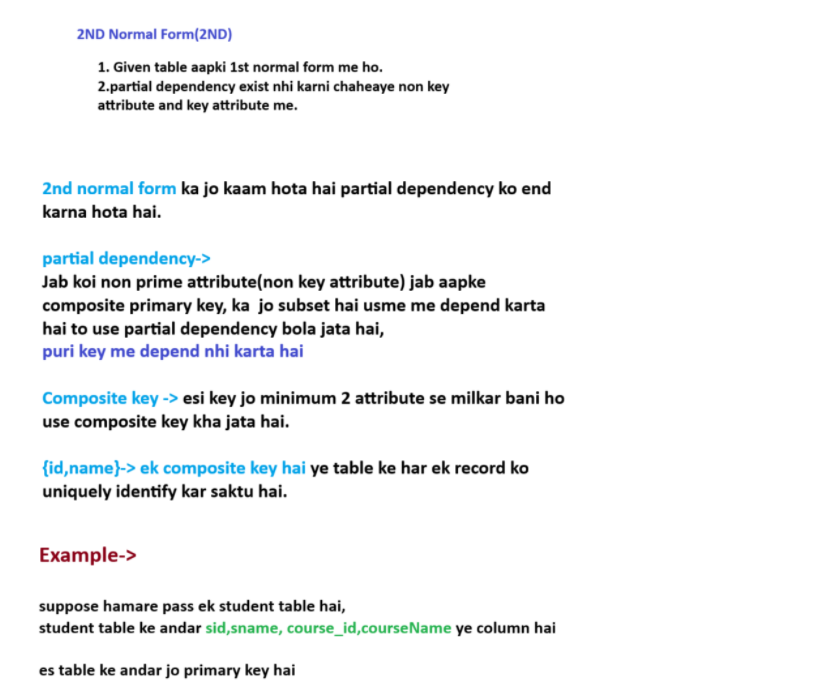 2ND Normal Form(2ND)
1. Given table aapki 1st normal form me ho.
2.partial dependency exist nhi karni chaheaye non key
attribute and key attribute me.
2nd normal form ka jo kaam hota hai partial dependency ko end
karna hota hai.
partial dependency->
Jab koi non prime attribute(non key attribute) jab aapke
composite primary key, ka  jo subset hai usme me depend karta
hai to use partial dependency bola jata hai,
puri key me depend nhi karta hai
Composite key -> esi key jo minimum 2 attribute se milkar bani ho
use composite key kha jata hai.
{id,name}-> ek composite key hai ye table ke har ek record ko
uniquely identify kar saktu hai.
Example->
suppose hamare pass ek student table hai,
student table ke andar sid,sname, course_id,courseName ye column hai
es table ke andar jo primary key hai